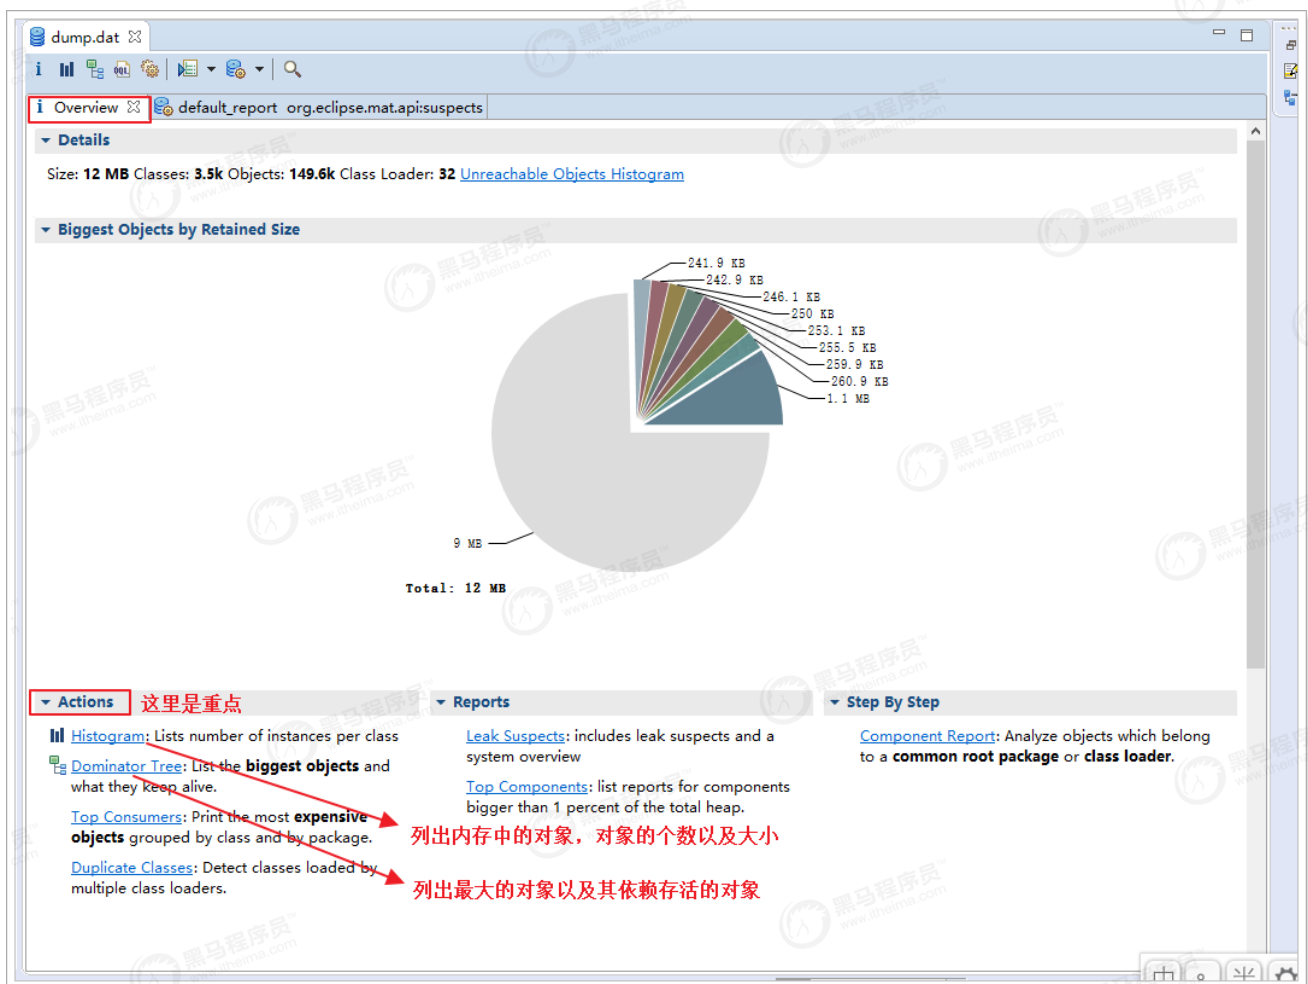 dump.dat
Overview
default_report org.eclipse.mat.api:suspects
Details
Size: 12 MB Classes: 3.5k Objects: 149.6k Class Loader: 32 Unreachable Objects Histogram
Biggest Objects by Retained Size
241.9 KB
242.9 KB
246.1 KB
250 KB
253.1 KB
255.5 KB
259.9 KB
260.9 KB
1.1 MB
9 MB
Total: 12 MB
Actions
这里是重点
Histogram: Lists number of instances per class
Dominator Tree: List the biggest objects and
what they keep alive.
Top Consumers: Print the most expensive
objects grouped by class and by package.
Duplicate Classes: Detect classes loaded by
multiple class loaders.
Reports
Leak Suspects: includes leak suspects and a
system overview
Top Components: list reports for components
bigger than 1 percent of the total heap.
列出内存中的对象，对象的个数以及大小
列出最大的对象以及其依赖存活的对象
Step By Step
Component Report: Analyze objects which belong
to a common root package or class loader.
黑马程序员
www.itheima.com